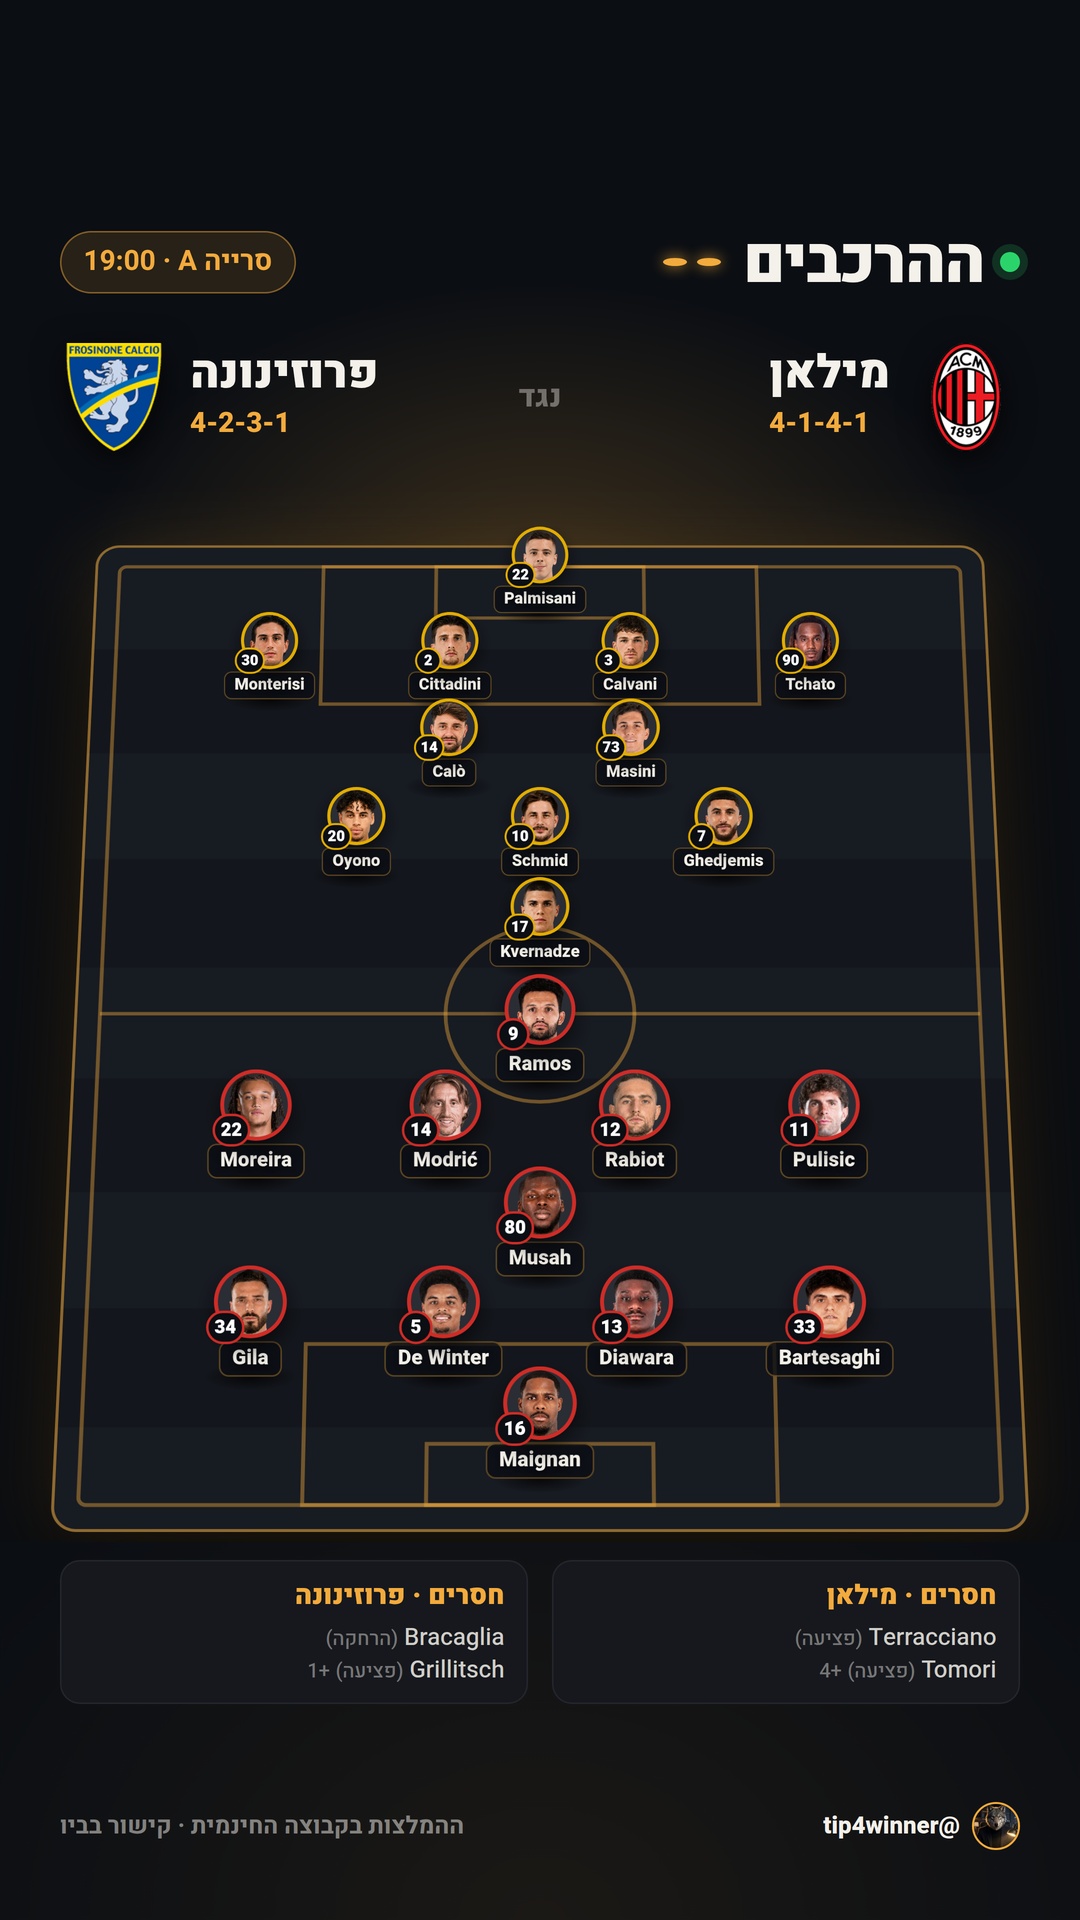 ההרכבים
סרייה A · 19:00
מילאן
4-1-4-1
ACM
1899
נגד
FROSINONE CALCIO
פרוזינונה
4-2-3-1
22
Palmisani
30
2
3
90
Monterisi
Cittadini
Calvani
Tchato
14
73
Calò
Masini
20
10
7
Oyono
Schmid
Ghedjemis
17
Kvernadze
9
Ramos
22
14
12
11
Moreira
Modrić
Rabiot
Pulisic
80
Musah
34
5
13
33
Gila
De Winter
Diawara
Bartesaghi
16
Maignan
חסרים · מילאן
Terracciano (פציעה)
Tomori (פציעה) +4
חסרים · פרוזינונה
Bracaglia (הרחקה)
Grillitsch (פציעה) +1
@tip4winner
ההמלצות בקבוצה החינמית · קישור בביו